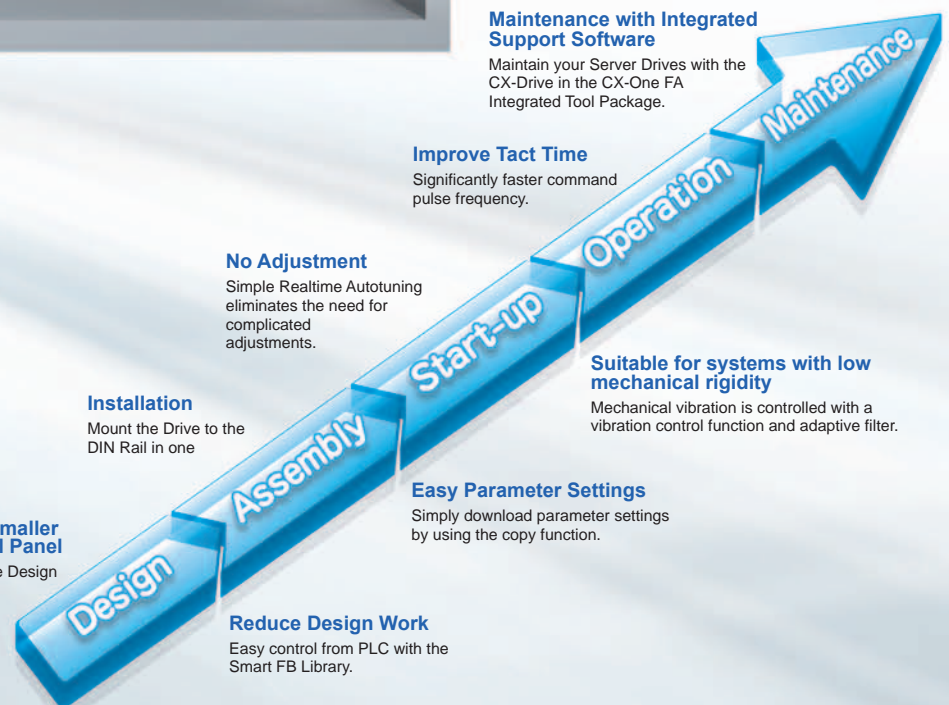 Maintenance with Integrated
Support Software
Maintain your Server Drives with the
CX-Drive in the CX-One FA
Integrated Tool Package.
Maintenance
Improve Tact Time
Significantly faster command
pulse frequency.
Operation
No Adjustment
Simple Realtime Autotuning
eliminates the need for
complicated
adjustments.
Start-up
Suitable for systems with low
mechanical rigidity
Mechanical vibration is controlled with a
vibration control function and adaptive filter.
Installation
Mount the Drive to the
DIN Rail in one
Assembly
Easy Parameter Settings
Simply download parameter settings
by using the copy function.
maller
Panel
Design
Design
Reduce Design Work
Easy control from PLC with the
Smart FB Library.